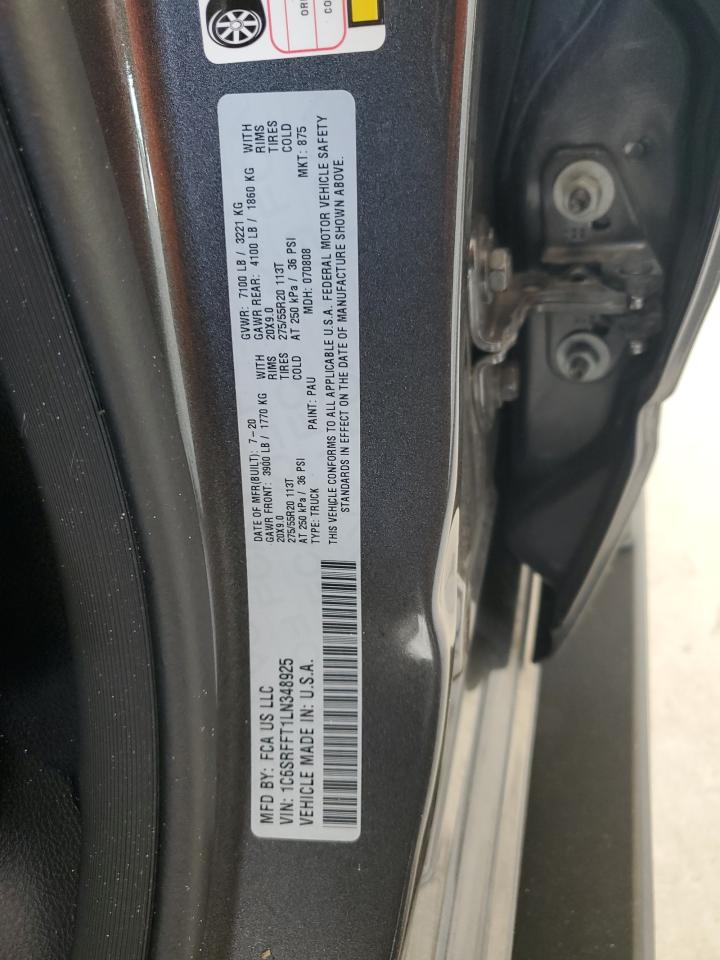 MFD BY: FCA US LLC
DATE OF MFR(BUILT): 7-20
GVWR: 7100 LB / 3221 KG
GAWR FRONT: 3900 LB / 1770 KG WITH
GAWR REAR: 4100 LB / 1860 KG WITH
20X9.0 RIMS
20X9.0 RIMS
275/55R20 113T TIRES
275/55R20 113T TIRES
AT 250 kPa / 36 PSI COLD
AT 250 kPa / 36 PSI COLD
VIN: 1C6SRFFT1LN348925
TYPE: TRUCK PAINT: PAU MDH: 070808 MKT: 875
VEHICLE MADE IN: U.S.A.
THIS VEHICLE CONFORMS TO ALL APPLICABLE U.S.A. FEDERAL MOTOR VEHICLE SAFETY
STANDARDS IN EFFECT ON THE DATE OF MANUFACTURE SHOWN ABOVE.